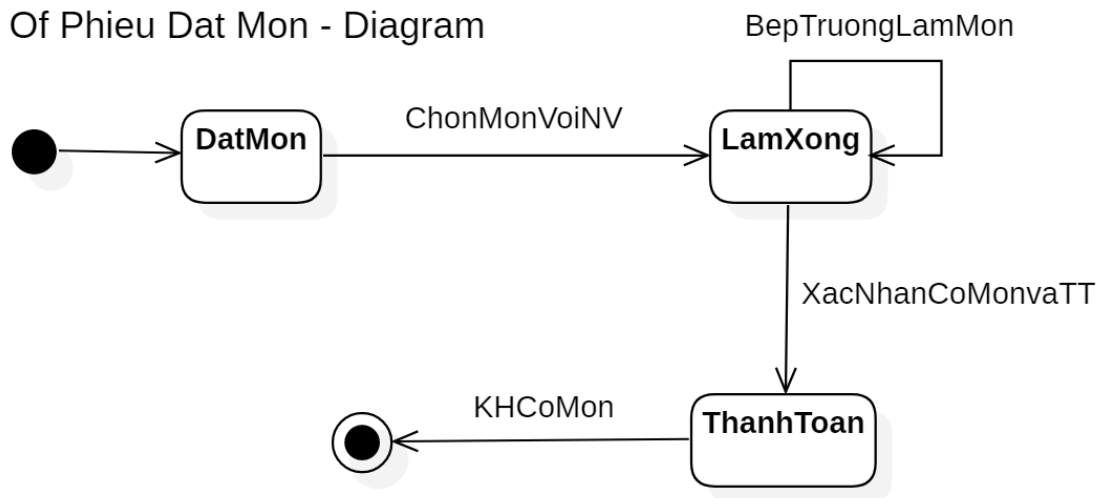 Of Phieu Dat Mon - Diagram
BepTruongLamMon
ChonMonVoiNV
DatMon
LamXong
XacNhanCoMonvaTT
KHCoMon
ThanhToan